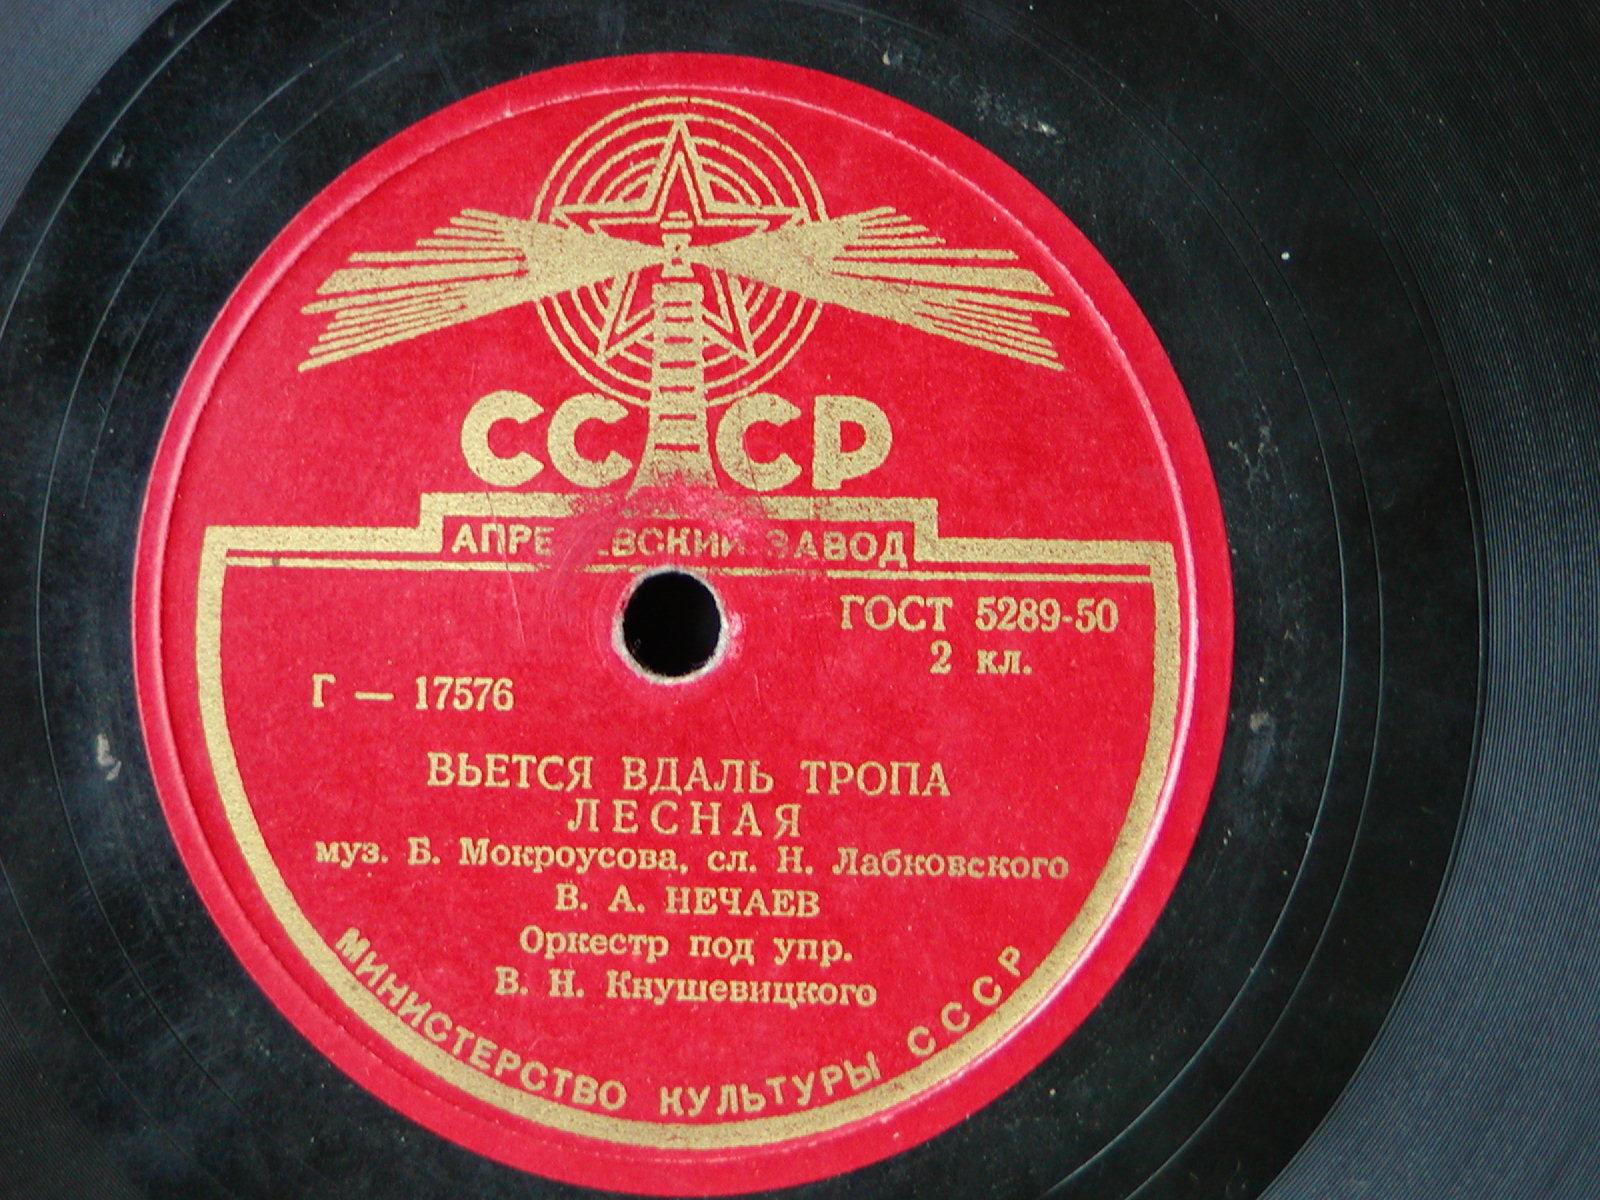 СССР
АПРЕЛЕВСКИЙ ЗАВОД
ГОСТ 5289-50
2 кл.
Г — 17576
ВЬЕТСЯ ВДАЛЬ ТРОПА
ЛЕСНАЯ
муз. Б. Мокроусова, сл. Н. Лабковского
В. А. НЕЧАЕВ
Оркестр под упр.
В. Н. Кнушевицкого
МИНИСТЕРСТВО КУЛЬТУРЫ СССР